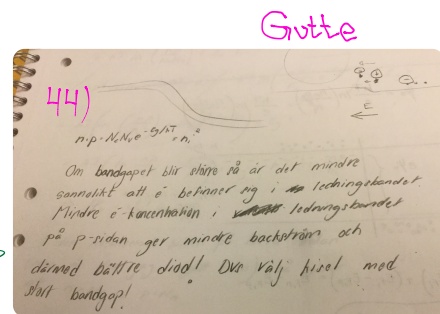 Gutte
44)
E
n·p = NcNv e^-Eg/kT = ni²
Om bandgapet blir större så är det mindre
sannolikt att e⁻ befinner sig i ledningsbandet.
Mindre e⁻-koncentration i ledningsbandet
på p-sidan ger mindre backström och
därmed bättre diod! Dvs välj kisel med
stort bandgap!